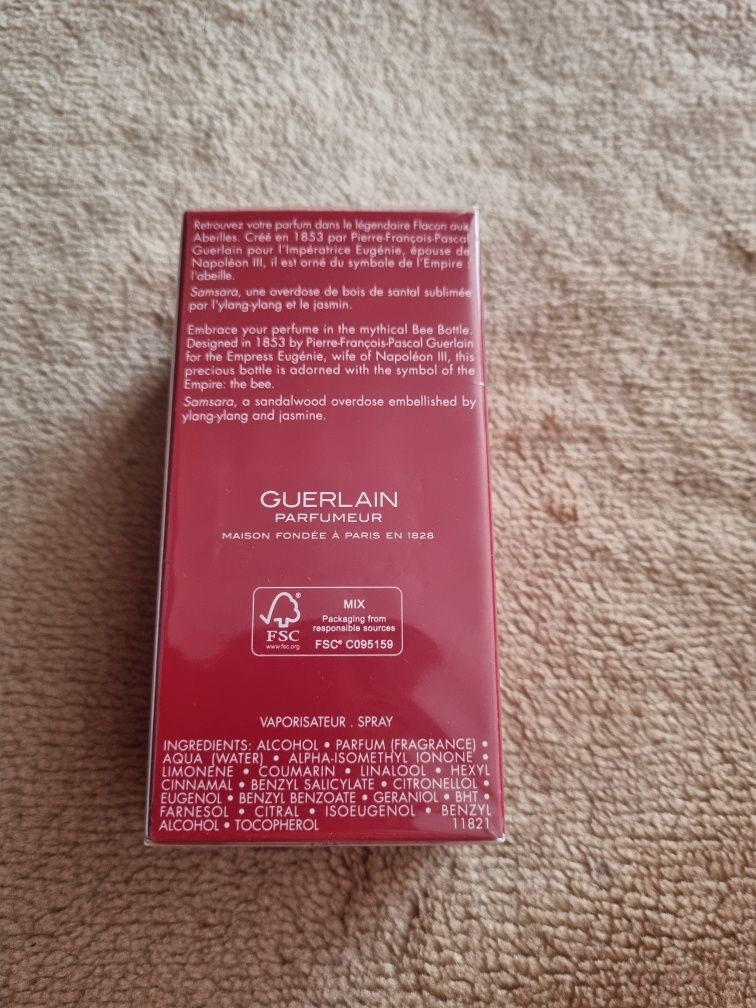 Retrouvez votre parfum dans le légendaire Flacon aux
Abeilles. Créé en 1853 par Pierre-François-Pascal
Guerlain pour l'Impératrice Eugénie, épouse de
Napoléon III, il est orné du symbole de l'Empire :
l'abeille.
Samsara, une overdose de bois de santal sublimée
par l'ylang-ylang et le jasmin.
Embrace your perfume in the mythical Bee Bottle.
Designed in 1853 by Pierre-François-Pascal Guerlain
for the Empress Eugénie, wife of Napoléon III, this
precious bottle is adorned with the symbol of the
Empire: the bee.
Samsara, a sandalwood overdose embellished by
ylang-ylang and jasmine.
GUERLAIN
PARFUMEUR
MAISON FONDÉE À PARIS EN 1828
FSC
www.fsc.org
MIX
Packaging from
responsible sources
FSC® C095159
VAPORISATEUR . SPRAY
INGREDIENTS: ALCOHOL • PARFUM (FRAGRANCE) •
AQUA (WATER) • ALPHA-ISOMETHYL IONONE •
LIMONENE • COUMARIN • LINALOOL • HEXYL
CINNAMAL • BENZYL SALICYLATE • CITRONELLOL •
EUGENOL • BENZYL BENZOATE • GERANIOL • BHT •
FARNESOL • CITRAL • ISOEUGENOL • BENZYL
ALCOHOL • TOCOPHEROL 11821